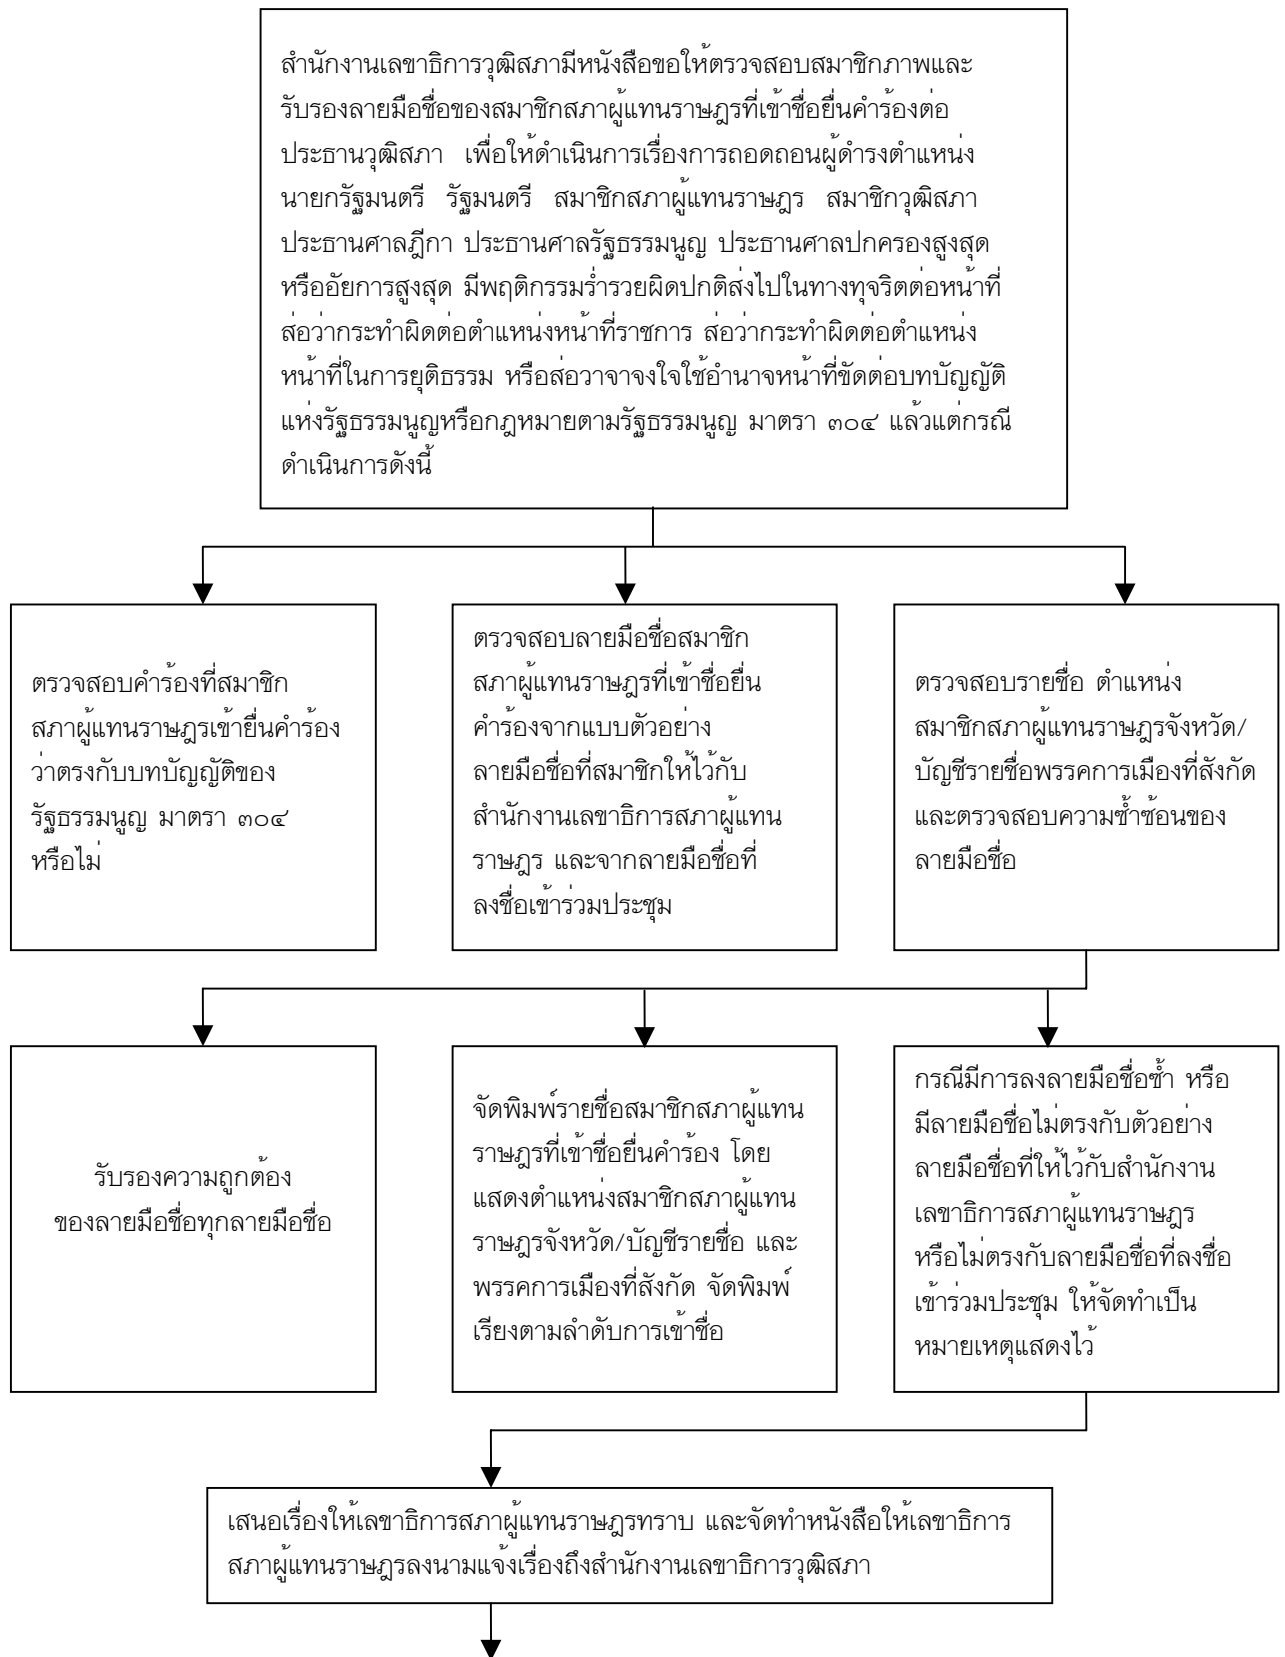 สำนักงานเลขาธิการวุฒิสภามีหนังสือขอให้ตรวจสอบสมาชิกภาพและ
รับรองลายมือชื่อของสมาชิกสภาผู้แทนราษฎรที่เข้าชื่อยื่นคำร้องต่อ
ประธานวุฒิสภา เพื่อให้ดำเนินการเรื่องการถอดถอนผู้ดำรงตำแหน่ง
นายกรัฐมนตรี รัฐมนตรี สมาชิกสภาผู้แทนราษฎร สมาชิกวุฒิสภา
ประธานศาลฎีกา ประธานศาลรัฐธรรมนูญ ประธานศาลปกครองสูงสุด
หรืออัยการสูงสุด มีพฤติกรรมร่ำรวยผิดปกติส่งไปในทางทุจริตต่อหน้าที่
ส่อว่ากระทำผิดต่อตำแหน่งหน้าที่ราชการ ส่อว่ากระทำผิดต่อตำแหน่ง
หน้าที่ในการยุติธรรม หรือส่อวาจาจงใจใช้อำนาจหน้าที่ขัดต่อบทบัญญัติ
แห่งรัฐธรรมนูญหรือกฎหมายตามรัฐธรรมนูญ มาตรา ๓๐๔ แล้วแต่กรณี
ดำเนินการดังนี้
ตรวจสอบคำร้องที่สมาชิก
สภาผู้แทนราษฎรเข้ายื่นคำร้อง
ว่าตรงกับบทบัญญัติของ
รัฐธรรมนูญ มาตรา ๓๐๔
หรือไม่
ตรวจสอบลายมือชื่อสมาชิก
สภาผู้แทนราษฎรที่เข้าชื่อยื่น
คำร้องจากแบบตัวอย่าง
ลายมือชื่อที่สมาชิกให้ไว้กับ
สำนักงานเลขาธิการสภาผู้แทน
ราษฎร และจากลายมือชื่อที่
ลงชื่อเข้าร่วมประชุม
ตรวจสอบรายชื่อ ตำแหน่ง
สมาชิกสภาผู้แทนราษฎรจังหวัด/
บัญชีรายชื่อพรรคการเมืองที่สังกัด
และตรวจสอบความซ้ำซ้อนของ
ลายมือชื่อ
รับรองความถูกต้อง
ของลายมือชื่อทุกลายมือชื่อ
จัดพิมพ์รายชื่อสมาชิกสภาผู้แทน
ราษฎรที่เข้าชื่อยื่นคำร้อง โดย
แสดงตำแหน่งสมาชิกสภาผู้แทน
ราษฎรจังหวัด/บัญชีรายชื่อ และ
พรรคการเมืองที่สังกัด จัดพิมพ์
เรียงตามลำดับการเข้าชื่อ
กรณีมีการลงลายมือชื่อซ้ำ หรือ
มีลายมือชื่อไม่ตรงกับตัวอย่าง
ลายมือชื่อที่ให้ไว้กับสำนักงาน
เลขาธิการสภาผู้แทนราษฎร
หรือไม่ตรงกับลายมือชื่อที่ลงชื่อ
เข้าร่วมประชุม ให้จัดทำเป็น
หมายเหตุแสดงไว้
เสนอเรื่องให้เลขาธิการสภาผู้แทนราษฎรทราบ และจัดทำหนังสือให้เลขาธิการ
สภาผู้แทนราษฎรลงนามแจ้งเรื่องถึงสำนักงานเลขาธิการวุฒิสภา